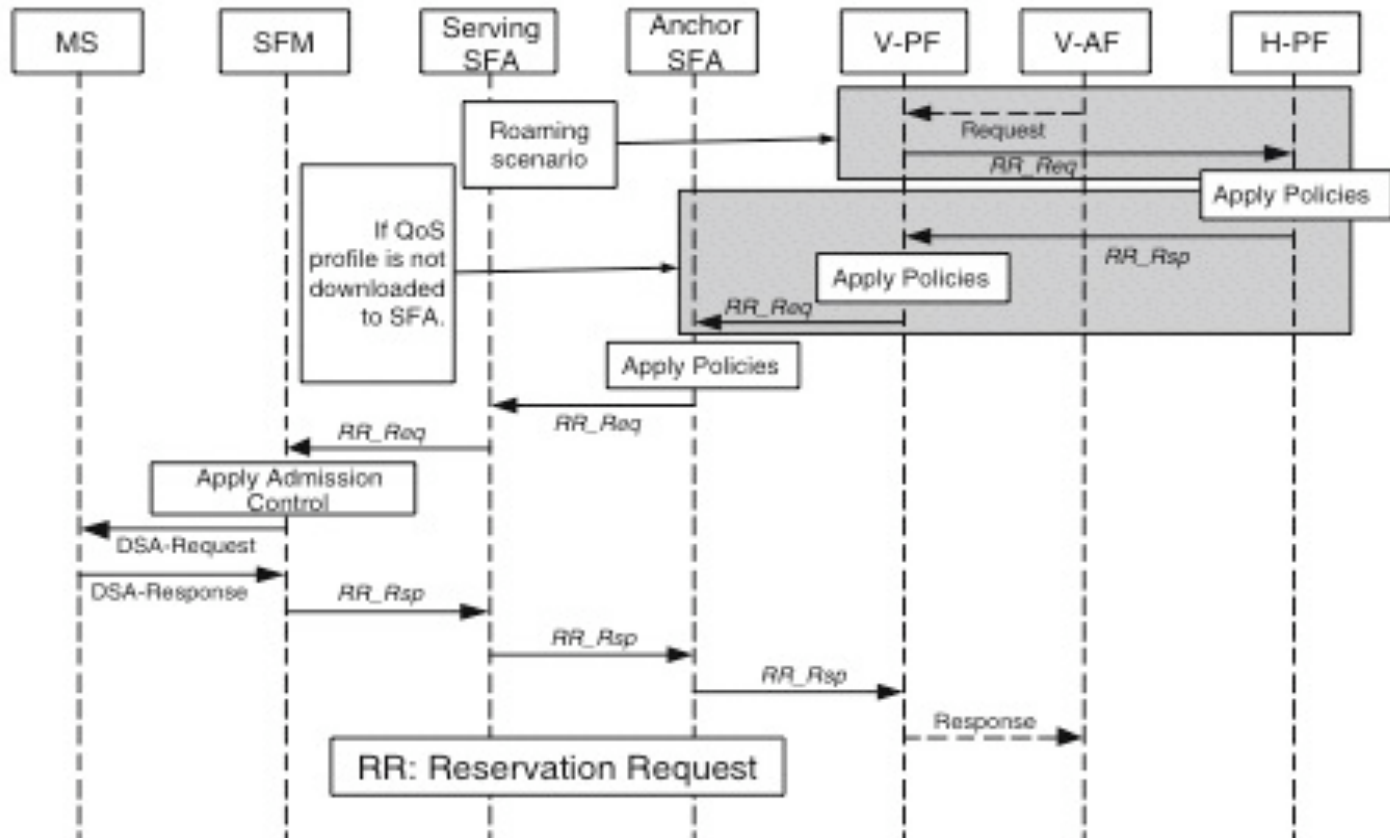 MS
SFM
Serving
SFA
Anchor
SFA
V-PF
V-AF
H-PF
Request
Roaming
scenario
RR_Req
Apply Policies
If QoS
profile is not
downloaded
to SFA.
RR_Rsp
Apply Policies
RR_Req
Apply Policies
RR_Req
RR_Req
Apply Admission
Control
DSA-Request
DSA-Response
RR_Rsp
RR_Rsp
RR_Rsp
Response
RR: Reservation Request